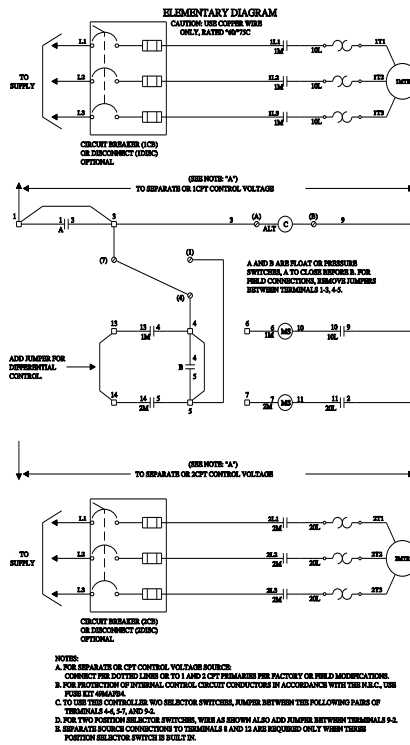 ELEMENTARY DIAGRAM
CAUTION: USE COPPER WIRE
ONLY, RATED "60/"75C
L1
1L1
1M
10L
1T1
TO
SUPPLY
L2
1L2
1M
10L
1T2
1MTR
L3
1L3
1M
10L
1T3
CIRCUIT BREAKER (1CB)
OR DISCONNECT (1DISC)
OPTIONAL
(SEE NOTE: "A")
TO SEPARATE OR 1CPT CONTROL VOLTAGE
1
1 3
A
3
3
(A)
ALT
C
(B)
9
(7)
(1)
(4)
A AND B ARE FLOAT OR PRESSURE
SWITCHES, A TO CLOSE BEFORE B. FOR
FIELD CONNECTIONS, REMOVE JUMPERS
BETWEEN TERMINALS 1-3, 4-5.
13
13 4
1M
4
6
6
1M
MS
10
10 9
10L
ADD JUMPER FOR
DIFFERENTIAL
CONTROL.
4
B
5
14
14 5
2M
5
7
7
2M
MS
11
11 2
20L
(SEE NOTE: "A")
TO SEPARATE OR 2CPT CONTROL VOLTAGE
L1
2L1
2M
20L
2T1
TO
SUPPLY
L2
2L2
2M
20L
2T2
2MTR
L3
2L3
2M
20L
2T3
CIRCUIT BREAKER (2CB)
OR DISCONNECT (2DISC)
OPTIONAL
NOTES:
A. FOR SEPARATE OR CPT CONTROL VOLTAGE SOURCE:
CONNECT PER DOTTED LINES OR TO 1 AND 2 CPT PRIMARIES PER FACTORY OR FIELD MODIFICATIONS.
B. FOR PROTECTION OF INTERNAL CONTROL CIRCUIT CONDUCTORS IN ACCORDANCE WITH THE N.E.C., USE
FUSE KIT 49MAFB4.
C. TO USE THIS CONTROLLER W/O SELECTOR SWITCHES, JUMPER BETWEEN THE FOLLOWING PAIRS OF
TERMINALS 4-6, 5-7, AND 9-2.
D. FOR TWO POSITION SELECTOR SWITCHES, WIRE AS SHOWN ALSO ADD JUMPER BETWEEN TERMINALS 9-2.
E. SEPARATE SOURCE CONNECTIONS TO TERMINALS 8 AND 12 ARE REQUIRED ONLY WHEN THREE
POSITION SELECTOR SWITCH IS BUILT IN.